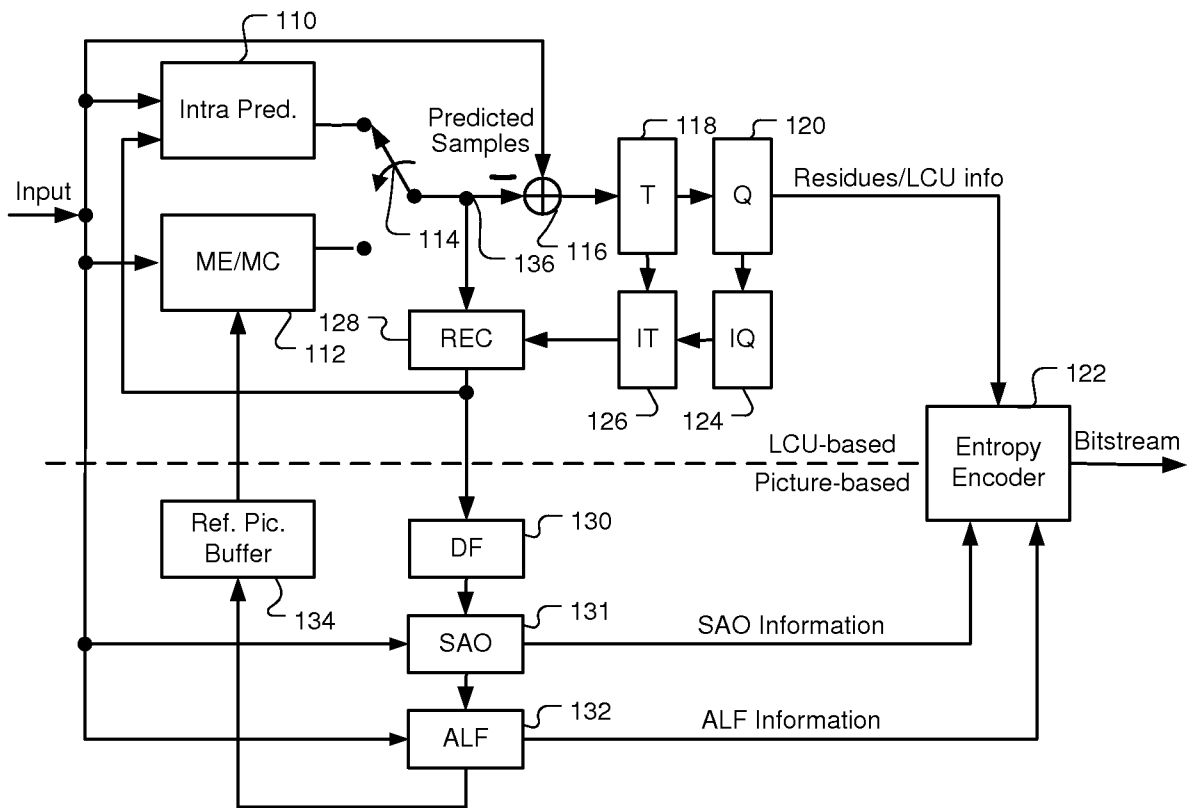 110
Intra Pred.
Predicted
Samples
118
120
Input
T
Q
Residues/LCU info
114
136
116
ME/MC
112
128
REC
IT
IQ
126
124
122
LCU-based
Picture-based
Entropy
Encoder
Bitstream
Ref. Pic.
Buffer
134
DF
130
131
SAO
SAO Information
132
ALF
ALF Information